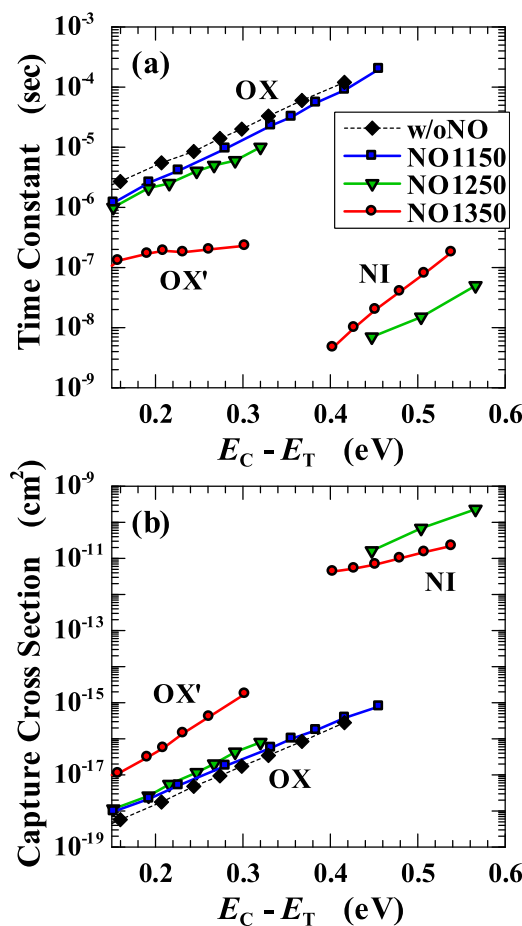 10⁻³
10⁻⁴
10⁻⁵
10⁻⁶
10⁻⁷
10⁻⁸
10⁻⁹
Time Constant (sec)
(a)
OX
w/oNO
NO1150
NO1250
NO1350
OX'
NI
0.2 0.3 0.4 0.5 0.6
E_C - E_T (eV)
10⁻⁹
10⁻¹¹
10⁻¹³
10⁻¹⁵
10⁻¹⁷
10⁻¹⁹
Capture Cross Section (cm²)
(b)
NI
OX'
OX
0.2 0.3 0.4 0.5 0.6
E_C - E_T (eV)